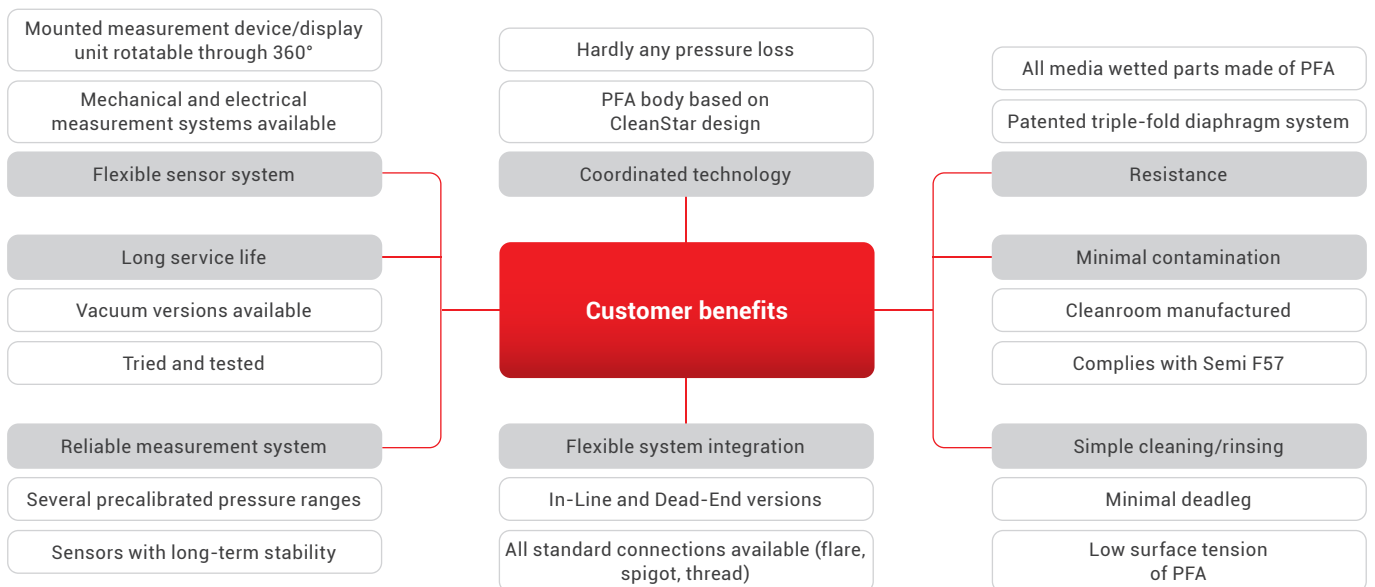 Mounted measurement device/display
unit rotatable through 360°
Mechanical and electrical
measurement systems available
Flexible sensor system
Long service life
Vacuum versions available
Tried and tested
Reliable measurement system
Several precalibrated pressure ranges
Sensors with long-term stability
Hardly any pressure loss
PFA body based on
CleanStar design
Coordinated technology
Customer benefits
Flexible system integration
In-Line and Dead-End versions
All standard connections available (flare,
spigot, thread)
All media wetted parts made of PFA
Patented triple-fold diaphragm system
Resistance
Minimal contamination
Cleanroom manufactured
Complies with Semi F57
Simple cleaning/rinsing
Minimal deadleg
Low surface tension
of PFA